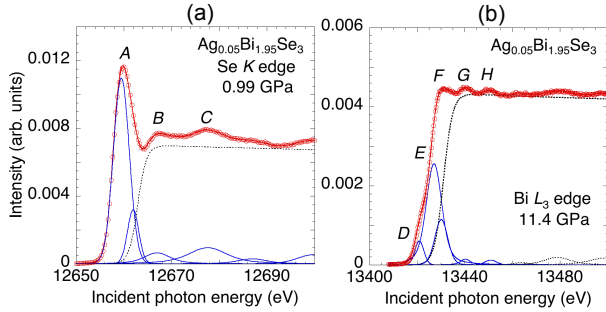 (a)
Ag0.05Bi1.95Se3
Se K edge
0.99 GPa
A
B
C
0.012
0.008
0.004
0
Intensity (arb. units)
12650
12670
12690
Incident photon energy (eV)
(b)
Ag0.05Bi1.95Se3
F
G
H
E
D
Bi L3 edge
11.4 GPa
0.006
0.004
0.002
0
13400
13440
13480
Incident photon energy (eV)